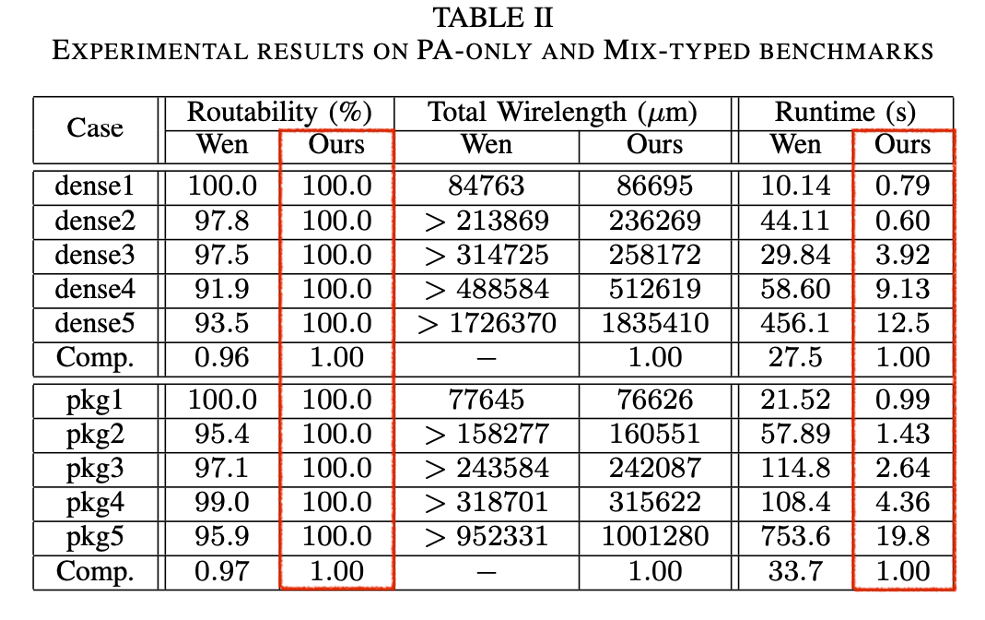 TABLE II
EXPERIMENTAL RESULTS ON PA-ONLY AND MIX-TYPED BENCHMARKS
Case Routability (%) Total Wirelength (μm) Runtime (s)
Wen Ours Wen Ours Wen Ours
dense1 100.0 100.0 84763 86695 10.14 0.79
dense2 97.8 100.0 > 213869 236269 44.11 0.60
dense3 97.5 100.0 > 314725 258172 29.84 3.92
dense4 91.9 100.0 > 488584 512619 58.60 9.13
dense5 93.5 100.0 > 1726370 1835410 456.1 12.5
Comp. 0.96 1.00 – 1.00 27.5 1.00
pkg1 100.0 100.0 77645 76626 21.52 0.99
pkg2 95.4 100.0 > 158277 160551 57.89 1.43
pkg3 97.1 100.0 > 243584 242087 114.8 2.64
pkg4 99.0 100.0 > 318701 315622 108.4 4.36
pkg5 95.9 100.0 > 952331 1001280 753.6 19.8
Comp. 0.97 1.00 – 1.00 33.7 1.00